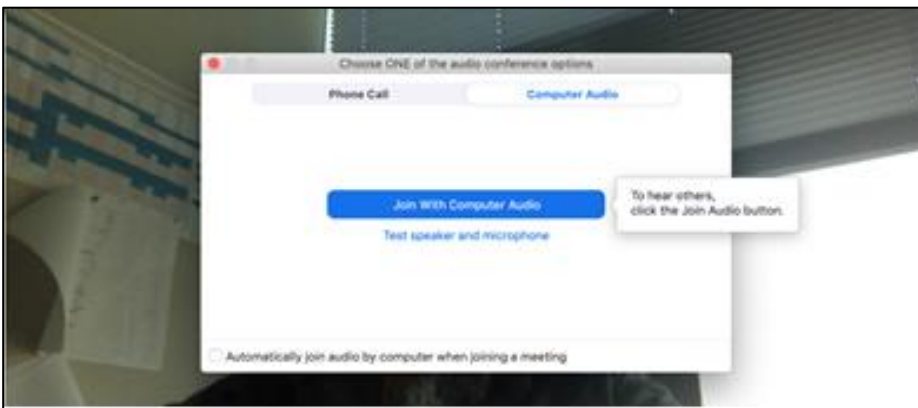 Choose ONE of the audio conference options
Phone Call
Computer Audio
Join With Computer Audio
To hear others,
click the Join Audio button.
Test speaker and microphone
Automatically join audio by computer when joining a meeting